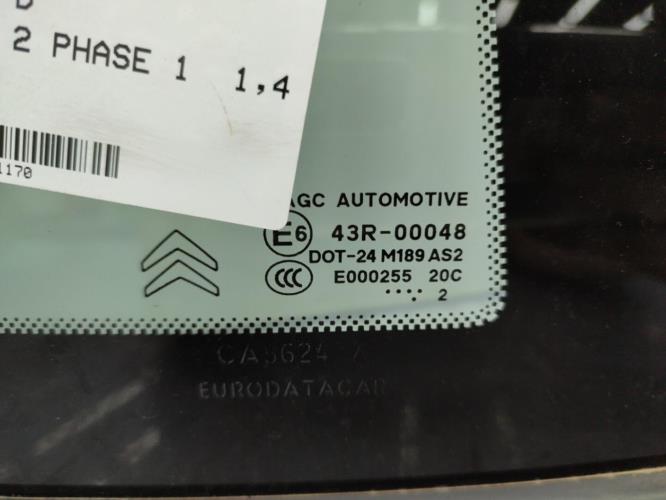 D
2 PHASE 1 1,4
1170
AGC AUTOMOTIVE
E6 43R-00048
DOT-24 M189 AS2
CCC E000255 20C
.... . 2
EURODATACAR